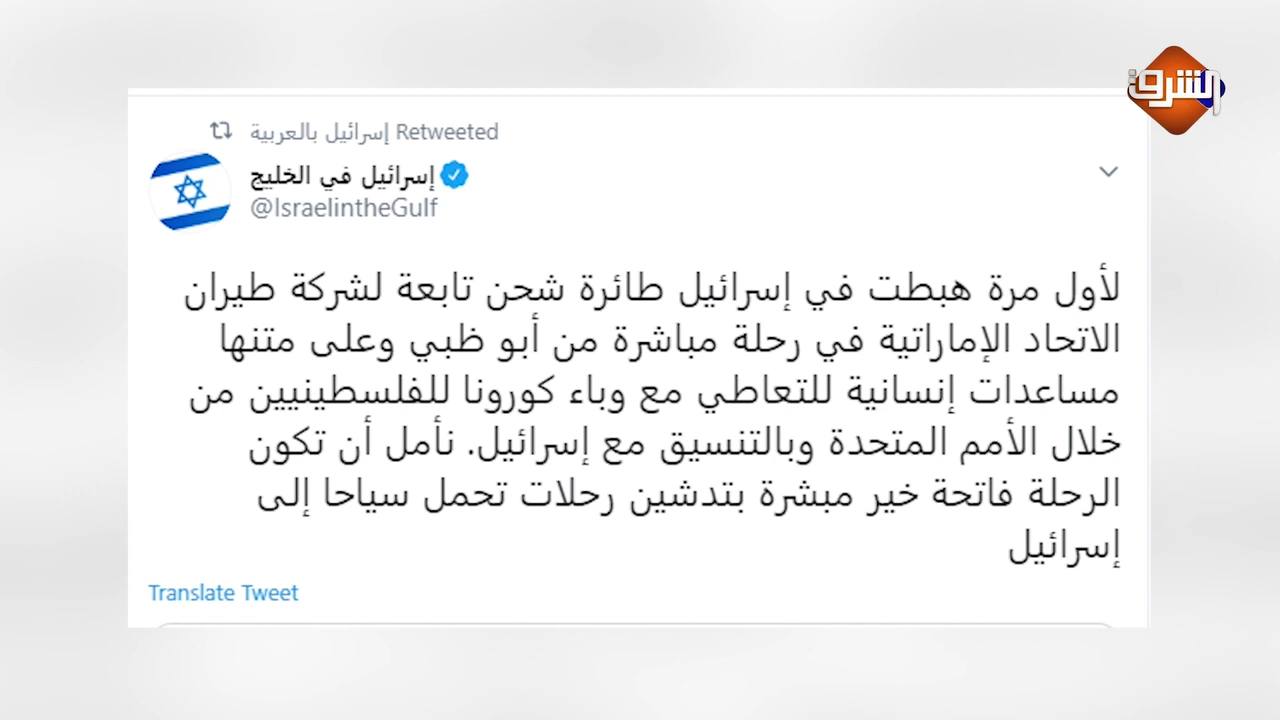 الشرق
إسرائيل بالعربية Retweeted
إسرائيل في الخليج
@IsraelintheGulf
لأول مرة هبطت في إسرائيل طائرة شحن تابعة لشركة طيران
الاتحاد الإماراتية في رحلة مباشرة من أبو ظبي وعلى متنها
مساعدات إنسانية للتعاطي مع وباء كورونا للفلسطينيين من
خلال الأمم المتحدة وبالتنسيق مع إسرائيل. نأمل أن تكون
الرحلة فاتحة خير مبشرة بتدشين رحلات تحمل سياحا إلى
إسرائيل
Translate Tweet